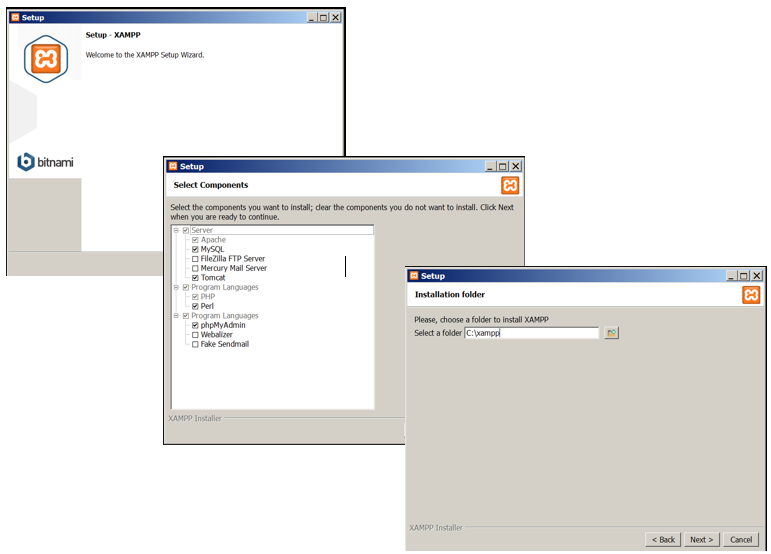 Setup
Setup - XAMPP
Welcome to the XAMPP Setup Wizard.
bitnami
Setup
Select Components
Select the components you want to install; clear the components you do not want to install. Click Next
when you are ready to continue.
Server
Apache
MySQL
FileZilla FTP Server
Mercury Mail Server
Tomcat
Program Languages
PHP
Perl
Program Languages
phpMyAdmin
Webalizer
Fake Sendmail
XAMPP Installer
Setup
Installation folder
Please, choose a folder to install XAMPP
Select a folder C:\xampp
XAMPP Installer
< Back Next > Cancel